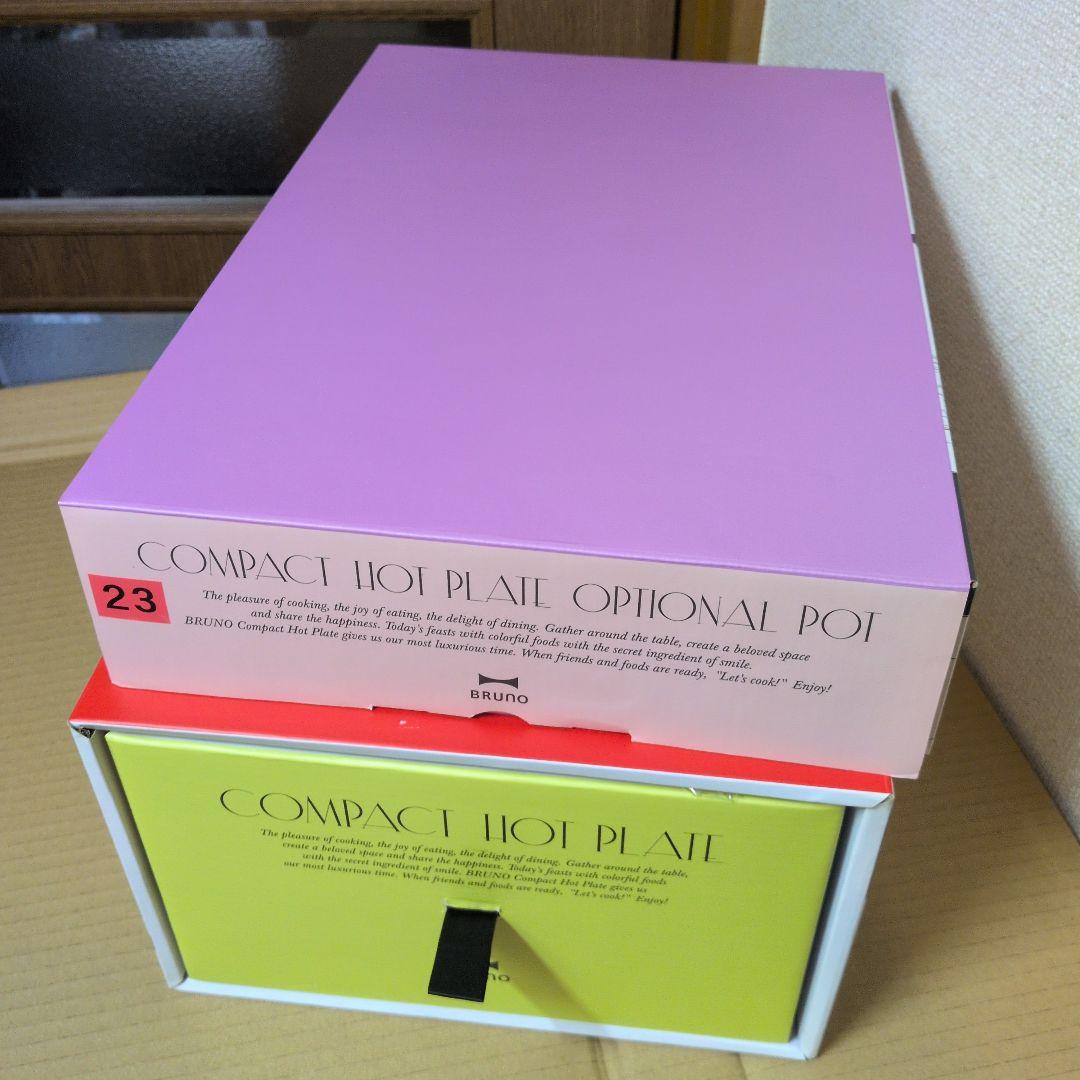 COMPACT HOT PLATE OPTIONAL POT
23
The pleasure of cooking, the joy of eating, the delight of dining. Gather around the table, create a beloved space
and share the happiness. Today's feasts with colorful foods with the secret ingredient of smile.
BRUNO Compact Hot Plate gives us our most luxurious time. When friends and foods are ready, "Let's cook!" Enjoy!
BRUNO
COMPACT HOT PLATE
The pleasure of cooking, the joy of eating, the delight of dining. Gather around the table,
create a beloved space and share the happiness. Today's feasts with colorful foods
with the secret ingredient of smile. BRUNO Compact Hot Plate gives us
our most luxurious time. When friends and foods are ready, "Let's cook!" Enjoy!